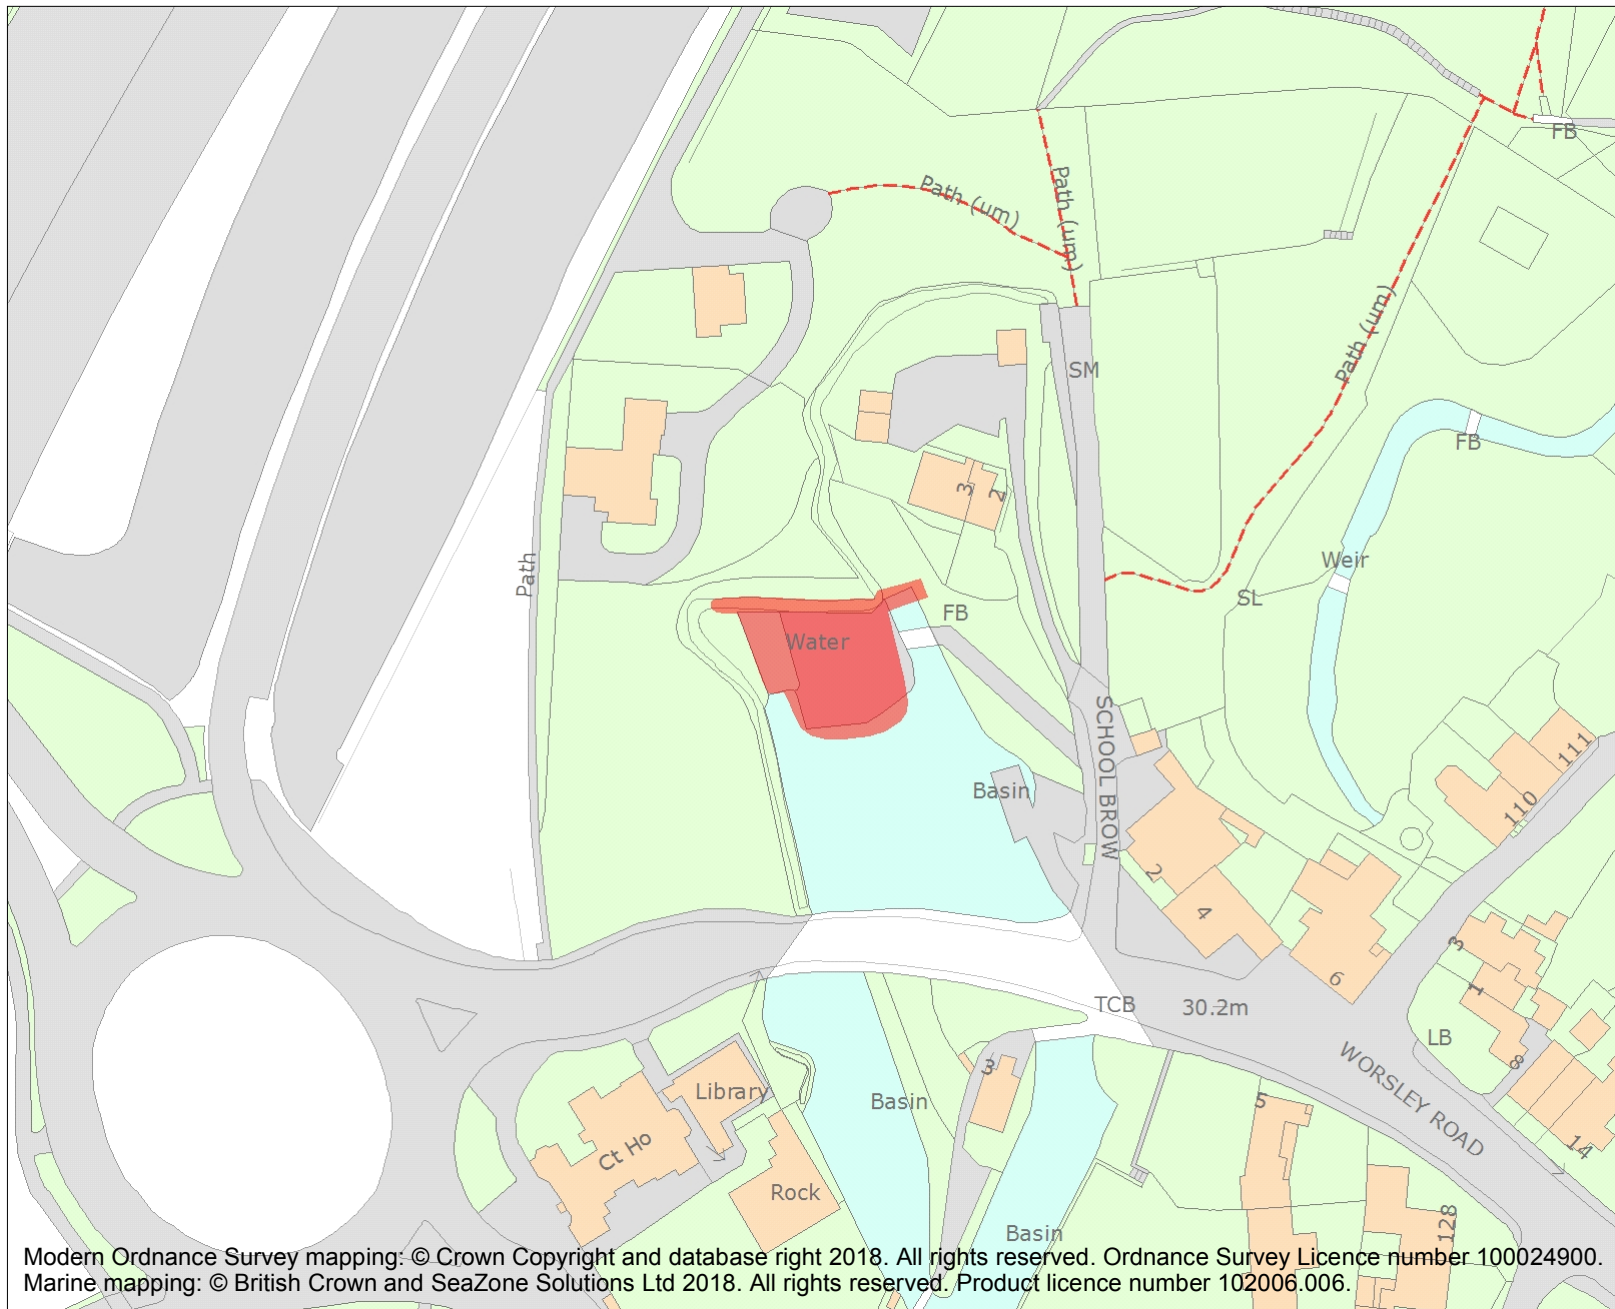 FB
Path (um)
Path (um)
Path (um)
SM
FB
3
2
Path
Weir
SL
FB
Water
SCHOOL BROW
111
110
Basin
2
4
6
3
1
TCB
30.2m
LB
8
WORSLEY ROAD
14
3
Library
Basin
5
Ct Ho
Rock
Basin
128
Modern Ordnance Survey mapping: © Crown Copyright and database right 2018. All rights reserved. Ordnance Survey Licence number 100024900.
Marine mapping: © British Crown and SeaZone Solutions Ltd 2018. All rights reserved. Product licence number 102006.006.